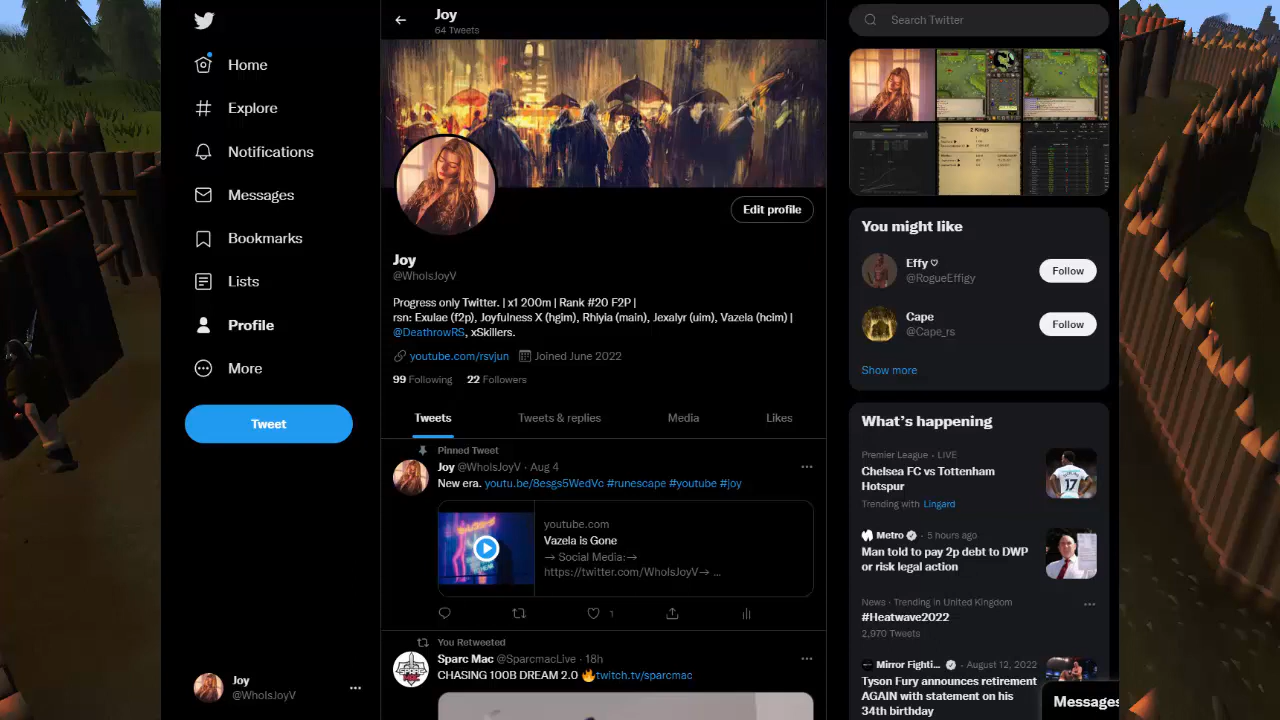 Home
Explore
Notifications
Messages
Bookmarks
Lists
Profile
More
Tweet
Joy
@WhoIsJoyV
Joy
64 Tweets
Edit profile
Joy
@WhoIsJoyV
Progress only Twitter. | x1 200m | Rank #20 F2P |
rsn: Exulae (f2p), Joyfulness X (hgim), Rhiyia (main), Jexalyr (uim), Vazela (hcim) |
@DeathrowRS, xSkillers.
youtube.com/rsvjun Joined June 2022
99 Following 22 Followers
Tweets Tweets & replies Media Likes
Pinned Tweet
Joy @WhoIsJoyV · Aug 4
New era. youtu.be/8esgs5WedVc #runescape #youtube #joy
youtube.com
Vazela is Gone
→ Social Media:→
https://twitter.com/WhoIsJoyV→ ...
1
You Retweeted
Sparc Mac @SparcmacLive · 18h
CHASING 100B DREAM 2.0 🔥twitch.tv/sparcmac
Search Twitter
2 Kings
You might like
Effy ♡
@RogueEffigy
Follow
Cape
@Cape_rs
Follow
Show more
What's happening
Premier League · LIVE
Chelsea FC vs Tottenham
Hotspur
Trending with Lingard
17
Metro · 5 hours ago
Man told to pay 2p debt to DWP
or risk legal action
News · Trending in United Kingdom
#Heatwave2022
2,970 Tweets
Mirror Fighti... · August 12, 2022
Tyson Fury announces retirement
AGAIN with statement on his
34th birthday
Messages